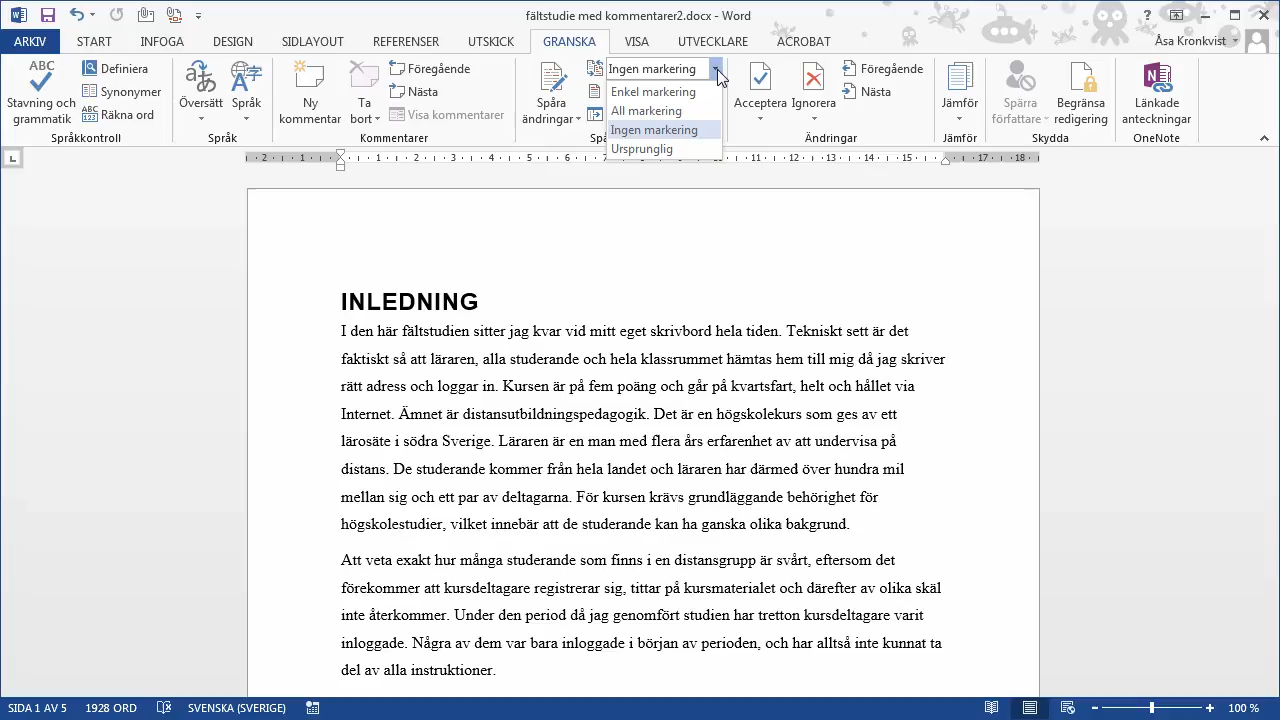 fältstudie med kommentarer2.docx - Word
ARKIV START INFOGA DESIGN SIDLAYOUT REFERENSER UTSKICK GRANSKA VISA UTVECKLARE ACROBAT Åsa Kronkvist
ABC Stavning och grammatik
Definiera
Synonymer
Räkna ord
Språkkontroll
Översätt
Språk
Språk
Ny kommentar
Ta bort
Föregående
Nästa
Visa kommentarer
Kommentarer
Spåra ändringar
Ingen markering
Enkel markering
All markering
Ingen markering
Ursprunglig
Acceptera
Ignorera
Föregående
Nästa
Ändringar
Jämför
Jämför
Spärra författare
Begränsa redigering
Skydda
Länkade anteckningar
OneNote
INLEDNING
I den här fältstudien sitter jag kvar vid mitt eget skrivbord hela tiden. Tekniskt sett är det
faktiskt så att läraren, alla studerande och hela klassrummet hämtas hem till mig då jag skriver
rätt adress och loggar in. Kursen är på fem poäng och går på kvartsfart, helt och hållet via
Internet. Ämnet är distansutbildningspedagogik. Det är en högskolekurs som ges av ett
lärosäte i södra Sverige. Läraren är en man med flera års erfarenhet av att undervisa på
distans. De studerande kommer från hela landet och läraren har därmed över hundra mil
mellan sig och ett par av deltagarna. För kursen krävs grundläggande behörighet för
högskolestudier, vilket innebär att de studerande kan ha ganska olika bakgrund.
Att veta exakt hur många studerande som finns i en distansgrupp är svårt, eftersom det
förekommer att kursdeltagare registrerar sig, tittar på kursmaterialet och därefter av olika skäl
inte återkommer. Under den period då jag genomfört studien har tretton kursdeltagare varit
inloggade. Några av dem var bara inloggade i början av perioden, och har alltså inte kunnat ta
del av alla instruktioner.
SIDA 1 AV 5 1928 ORD SVENSKA (SVERIGE) 100 %